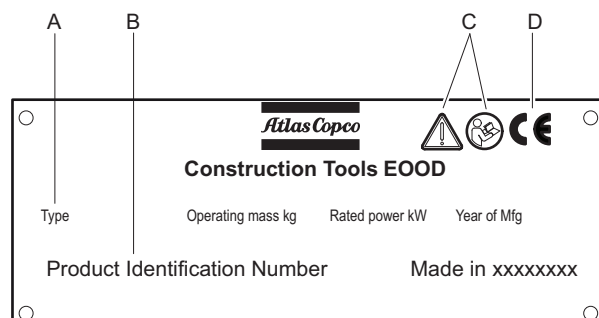 A B C D
Atlas Copco
CE
Construction Tools EOOD
Type Operating mass kg Rated power kW Year of Mfg
Product Identification Number Made in xxxxxxxx